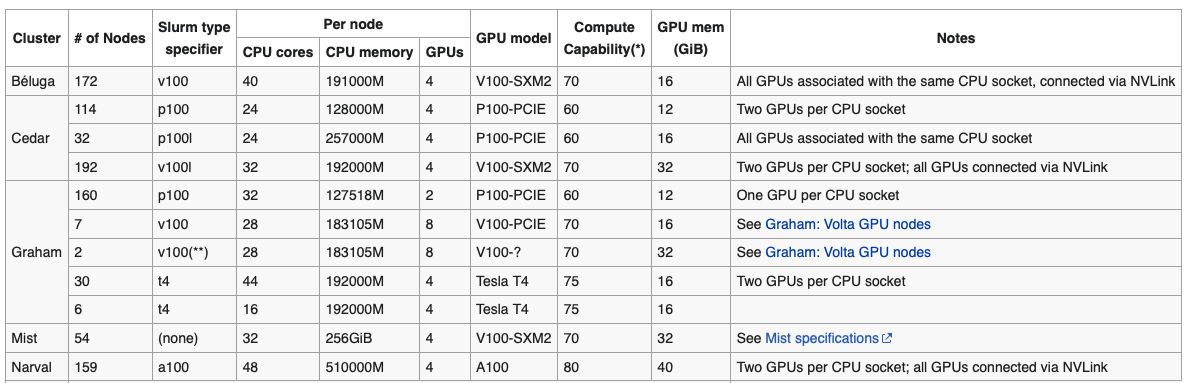 Cluster # of Nodes Slurm type specifier Per node GPU model Compute Capability(*) GPU mem (GiB) Notes
CPU cores CPU memory GPUs
Béluga 172 v100 40 191000M 4 V100-SXM2 70 16 All GPUs associated with the same CPU socket, connected via NVLink
Cedar 114 p100 24 128000M 4 P100-PCIE 60 12 Two GPUs per CPU socket
32 p100l 24 257000M 4 P100-PCIE 60 16 All GPUs associated with the same CPU socket
192 v100l 32 192000M 4 V100-SXM2 70 32 Two GPUs per CPU socket; all GPUs connected via NVLink
Graham 160 p100 32 127518M 2 P100-PCIE 60 12 One GPU per CPU socket
7 v100 28 183105M 8 V100-PCIE 70 16 See Graham: Volta GPU nodes
2 v100(**) 28 183105M 8 V100-? 70 32 See Graham: Volta GPU nodes
30 t4 44 192000M 4 Tesla T4 75 16 Two GPUs per CPU socket
6 t4 16 192000M 4 Tesla T4 75 16
Mist 54 (none) 32 256GiB 4 V100-SXM2 70 32 See Mist specifications
Narval 159 a100 48 510000M 4 A100 80 40 Two GPUs per CPU socket; all GPUs connected via NVLink